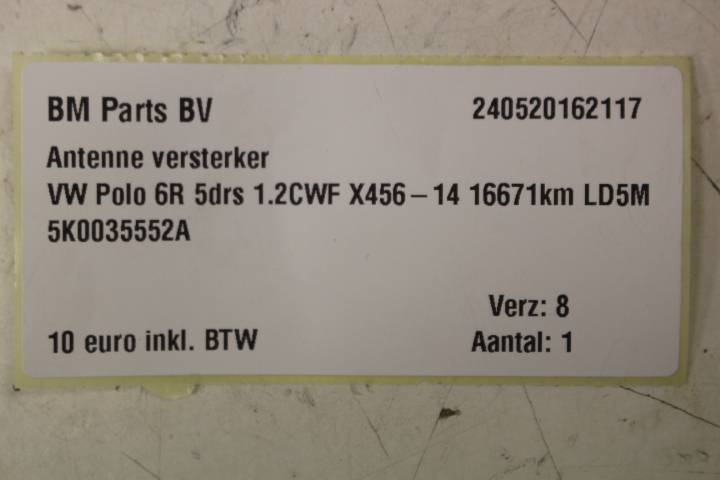 BM Parts BV 240520162117
Antenne versterker
VW Polo 6R 5drs 1.2CWF X456-14 16671km LD5M
5K0035552A
Verz: 8
10 euro inkl. BTW Aantal: 1